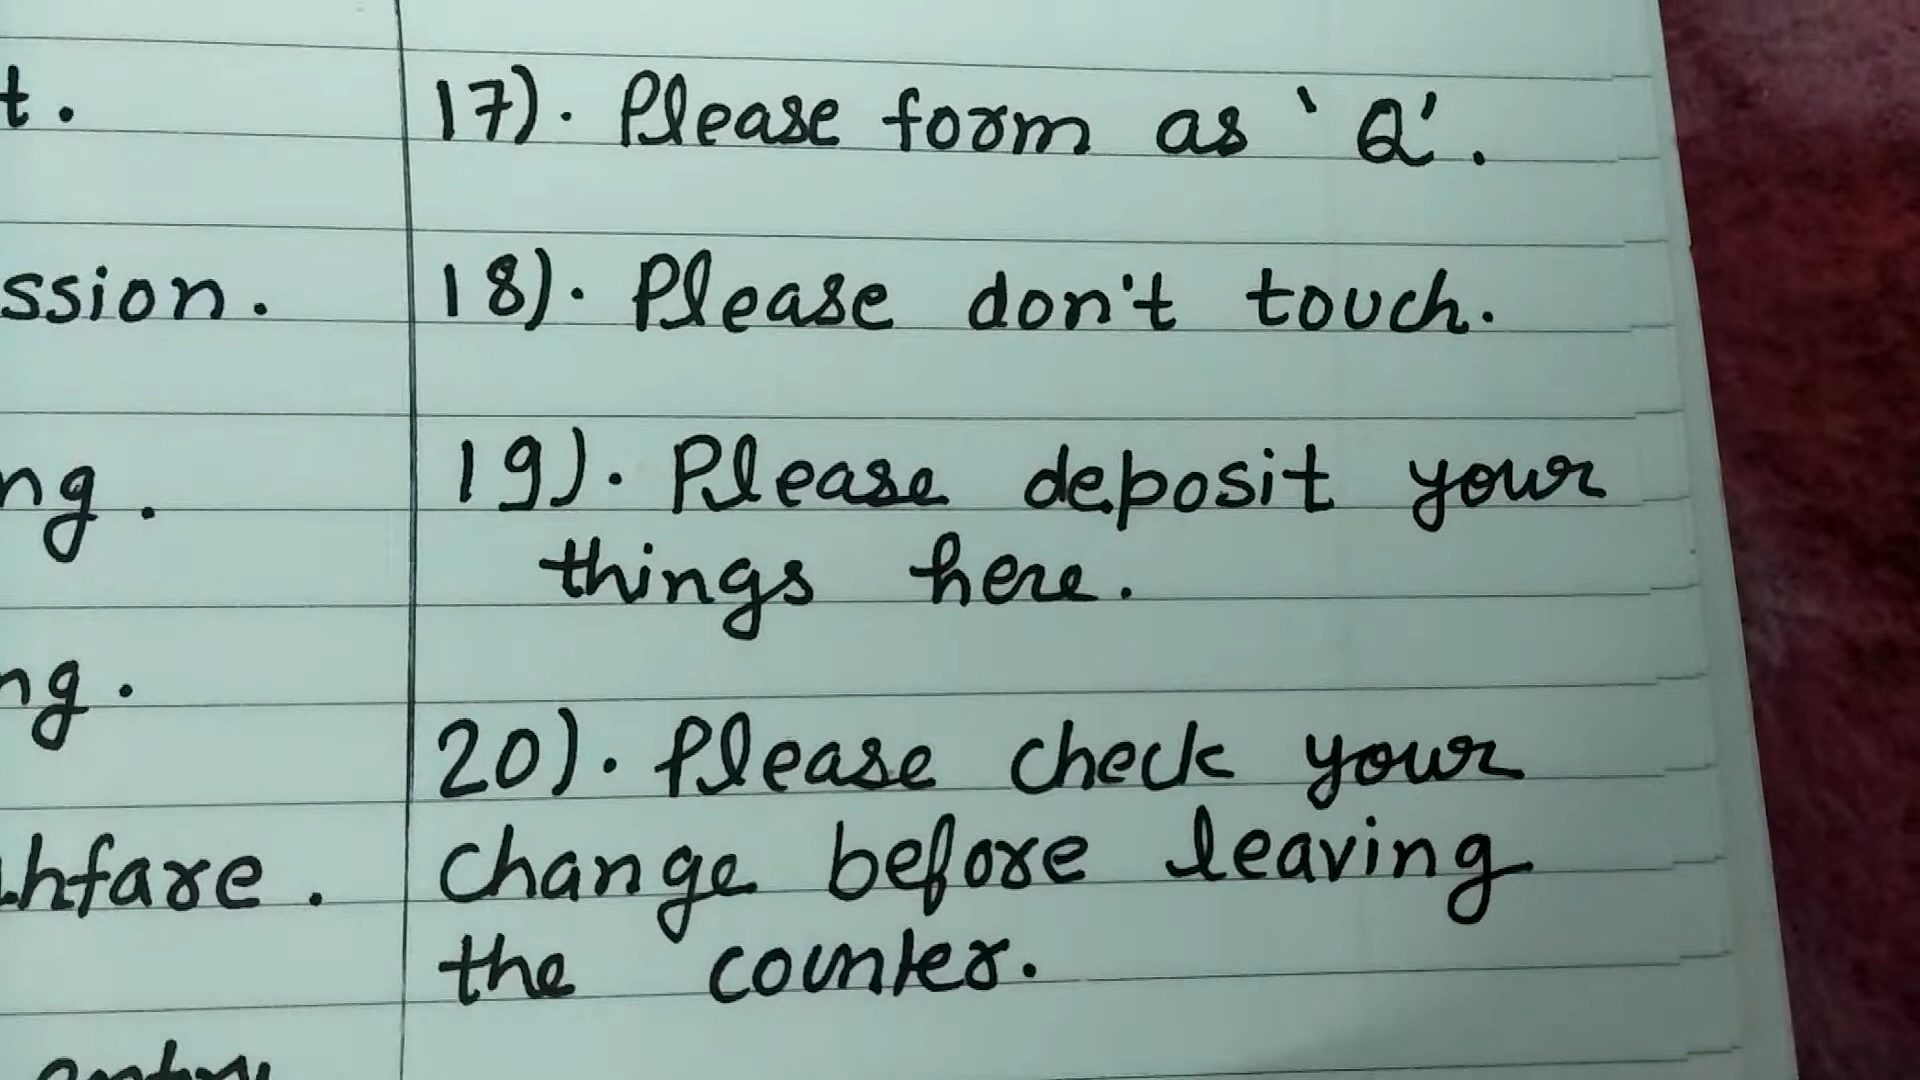 t.
ssion.
ng.
ng.
hfare.
entry
17). Please form as 'Q'.
18). Please don't touch.
19). Please deposit your
things here.
20). Please check your
change before leaving
the counter.